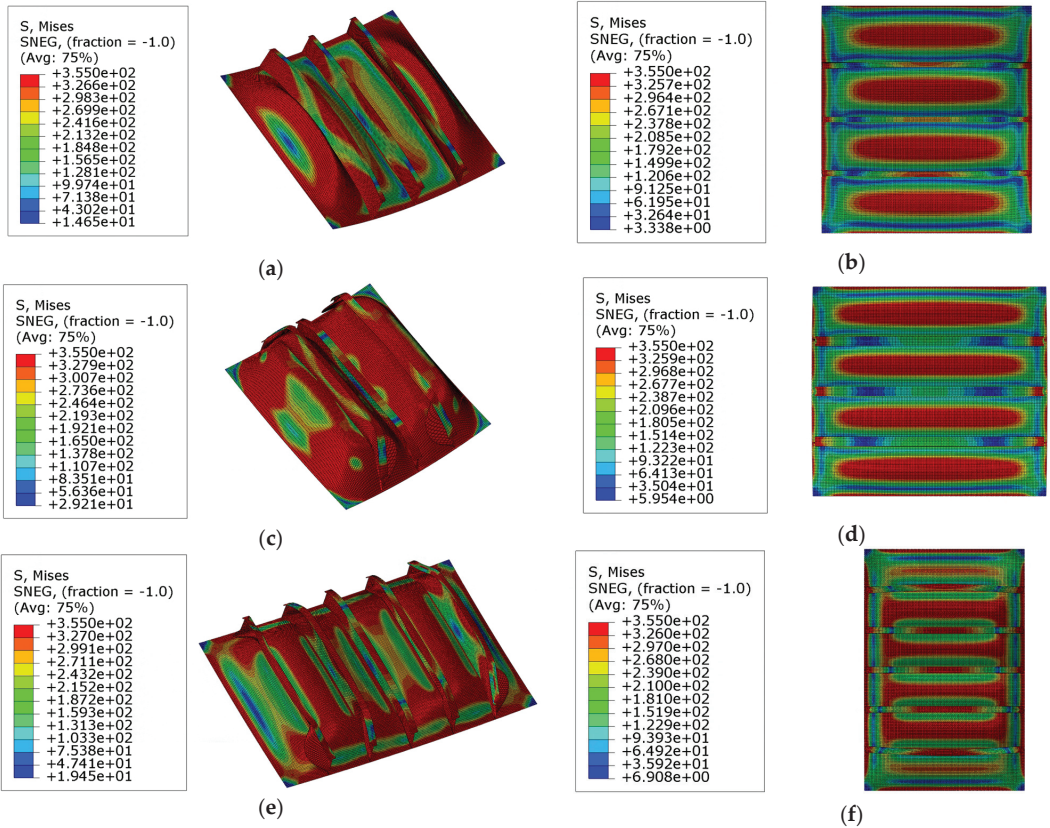 S, Mises
SNEG, (fraction = -1.0)
(Avg: 75%)
+3.550e+02
+3.266e+02
+2.983e+02
+2.699e+02
+2.416e+02
+2.132e+02
+1.848e+02
+1.565e+02
+1.281e+02
+9.974e+01
+7.138e+01
+4.302e+01
+1.465e+01
(a)
S, Mises
SNEG, (fraction = -1.0)
(Avg: 75%)
+3.550e+02
+3.257e+02
+2.964e+02
+2.671e+02
+2.378e+02
+2.085e+02
+1.792e+02
+1.499e+02
+1.206e+02
+9.125e+01
+6.195e+01
+3.264e+01
+3.338e+00
(b)
S, Mises
SNEG, (fraction = -1.0)
(Avg: 75%)
+3.550e+02
+3.279e+02
+3.007e+02
+2.736e+02
+2.464e+02
+2.193e+02
+1.921e+02
+1.650e+02
+1.378e+02
+1.107e+02
+8.351e+01
+5.636e+01
+2.921e+01
(c)
S, Mises
SNEG, (fraction = -1.0)
(Avg: 75%)
+3.550e+02
+3.259e+02
+2.968e+02
+2.677e+02
+2.387e+02
+2.096e+02
+1.805e+02
+1.514e+02
+1.223e+02
+9.322e+01
+6.413e+01
+3.504e+01
+5.954e+00
(d)
S, Mises
SNEG, (fraction = -1.0)
(Avg: 75%)
+3.550e+02
+3.270e+02
+2.991e+02
+2.711e+02
+2.432e+02
+2.152e+02
+1.872e+02
+1.593e+02
+1.313e+02
+1.033e+02
+7.538e+01
+4.741e+01
+1.945e+01
(e)
S, Mises
SNEG, (fraction = -1.0)
(Avg: 75%)
+3.550e+02
+3.260e+02
+2.970e+02
+2.680e+02
+2.390e+02
+2.100e+02
+1.810e+02
+1.519e+02
+1.229e+02
+9.393e+01
+6.492e+01
+3.592e+01
+6.908e+00
(f)